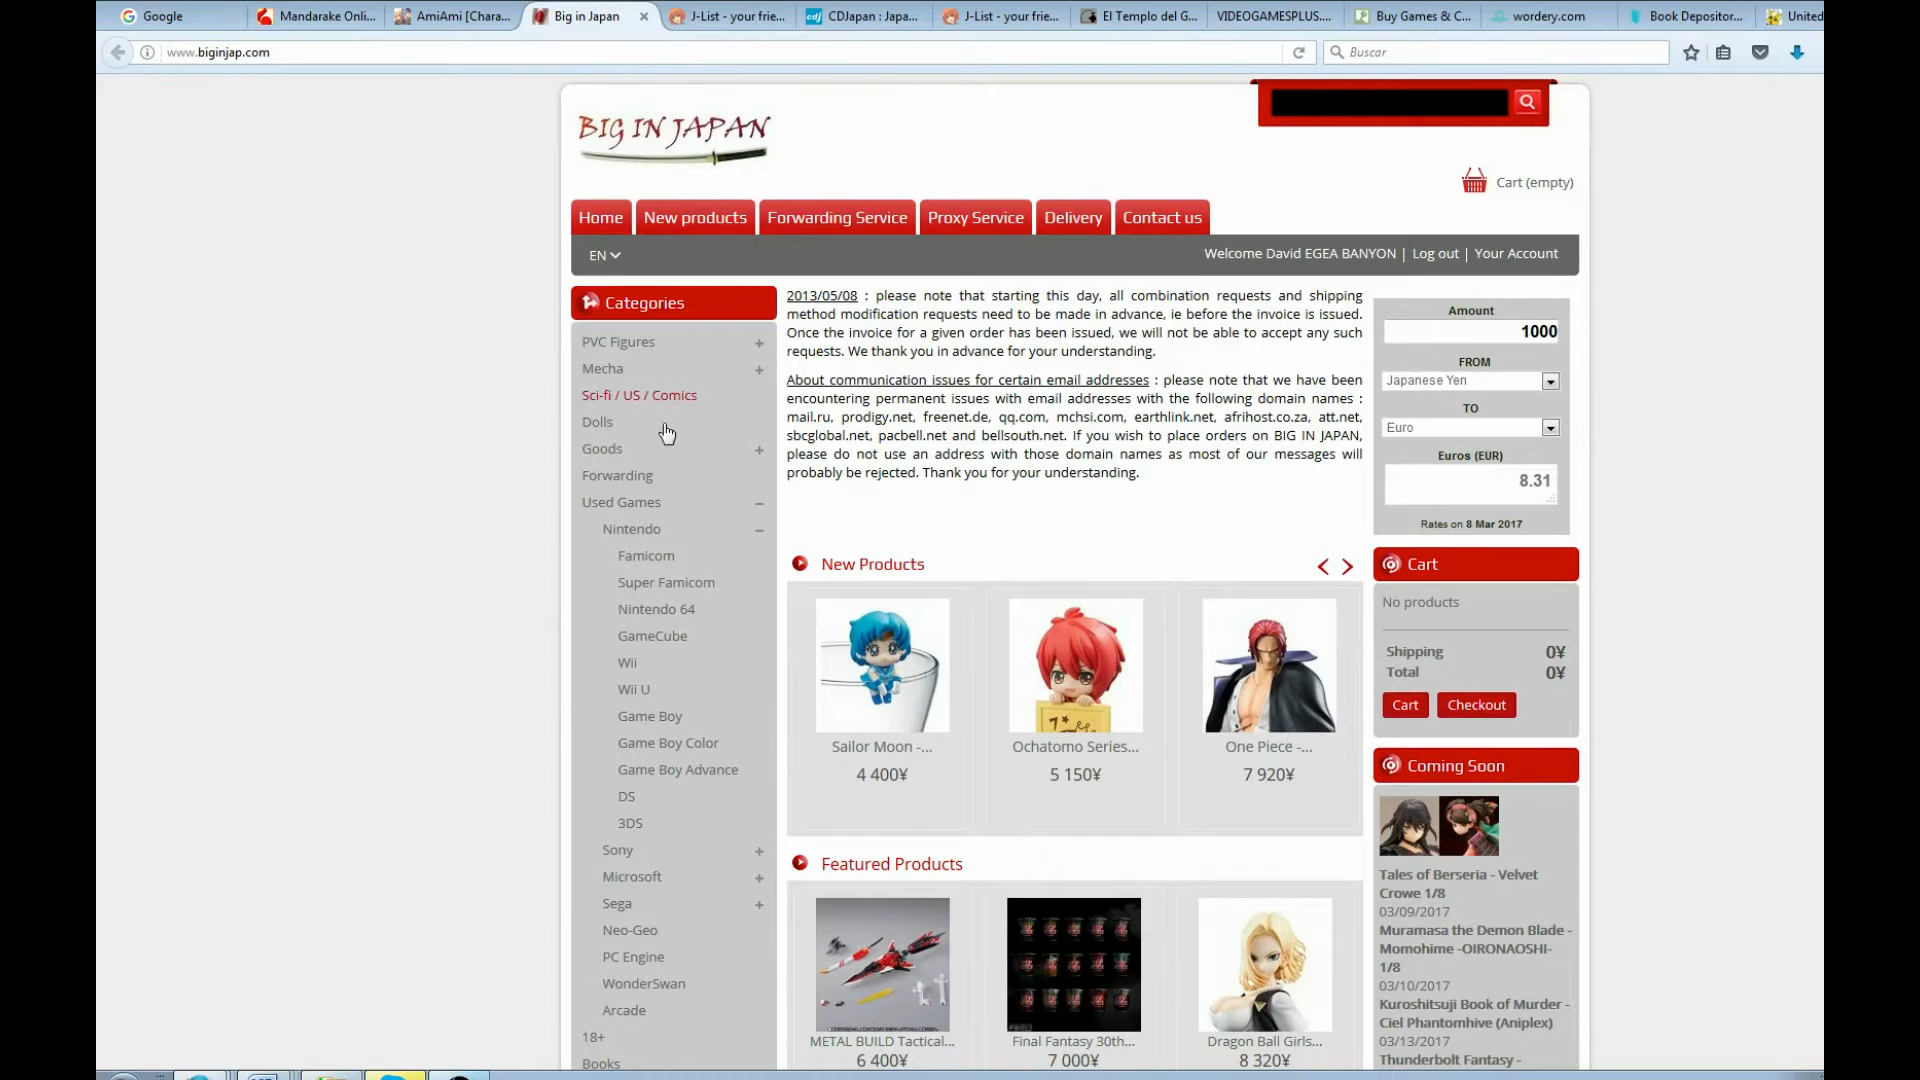 Google
Mandarake Onli...
AmiAmi [Chara...
Big in Japan
J-List - your frie...
CDJapan : Japa...
J-List - your frie...
El Templo del G...
VIDEOGAMESPLUS....
Buy Games & C...
wordery.com
Book Depositor...
United
www.biginjap.com
Buscar
BIG IN JAPAN
Cart (empty)
Home
New products
Forwarding Service
Proxy Service
Delivery
Contact us
EN
Welcome David EGEA BANYON | Log out | Your Account
Categories
PVC Figures
Mecha
Sci-fi / US / Comics
Dolls
Goods
Forwarding
Used Games
Nintendo
Famicom
Super Famicom
Nintendo 64
GameCube
Wii
Wii U
Game Boy
Game Boy Color
Game Boy Advance
DS
3DS
Sony
Microsoft
Sega
Neo-Geo
PC Engine
WonderSwan
Arcade
18+
Books
2013/05/08 : please note that starting this day, all combination requests and shipping
method modification requests need to be made in advance, ie before the invoice is issued.
Once the invoice for a given order has been issued, we will not be able to accept any such
requests. We thank you in advance for your understanding.
About communication issues for certain email addresses : please note that we have been
encountering permanent issues with email addresses with the following domain names :
mail.ru, prodigy.net, freenet.de, qq.com, mchsi.com, earthlink.net, afrihost.co.za, att.net,
sbcglobal.net, pacbell.net and bellsouth.net. If you wish to place orders on BIG IN JAPAN,
please do not use an address with those domain names as most of our messages will
probably be rejected. Thank you for your understanding.
New Products
Sailor Moon -...
4 400¥
Ochatomo Series...
5 150¥
One Piece -...
7 920¥
Featured Products
METAL BUILD Tactical...
6 400¥
Final Fantasy 30th...
7 000¥
Dragon Ball Girls...
8 320¥
Amount
1000
FROM
Japanese Yen
TO
Euro
Euros (EUR)
8.31
Rates on 8 Mar 2017
Cart
No products
Shipping 0¥
Total 0¥
Cart
Checkout
Coming Soon
Tales of Berseria - Velvet
Crowe 1/8
03/09/2017
Muramasa the Demon Blade -
Momohime -OIRONAOSHI-
1/8
03/10/2017
Kuroshitsuji Book of Murder -
Ciel Phantomhive (Aniplex)
03/13/2017
Thunderbolt Fantasy -